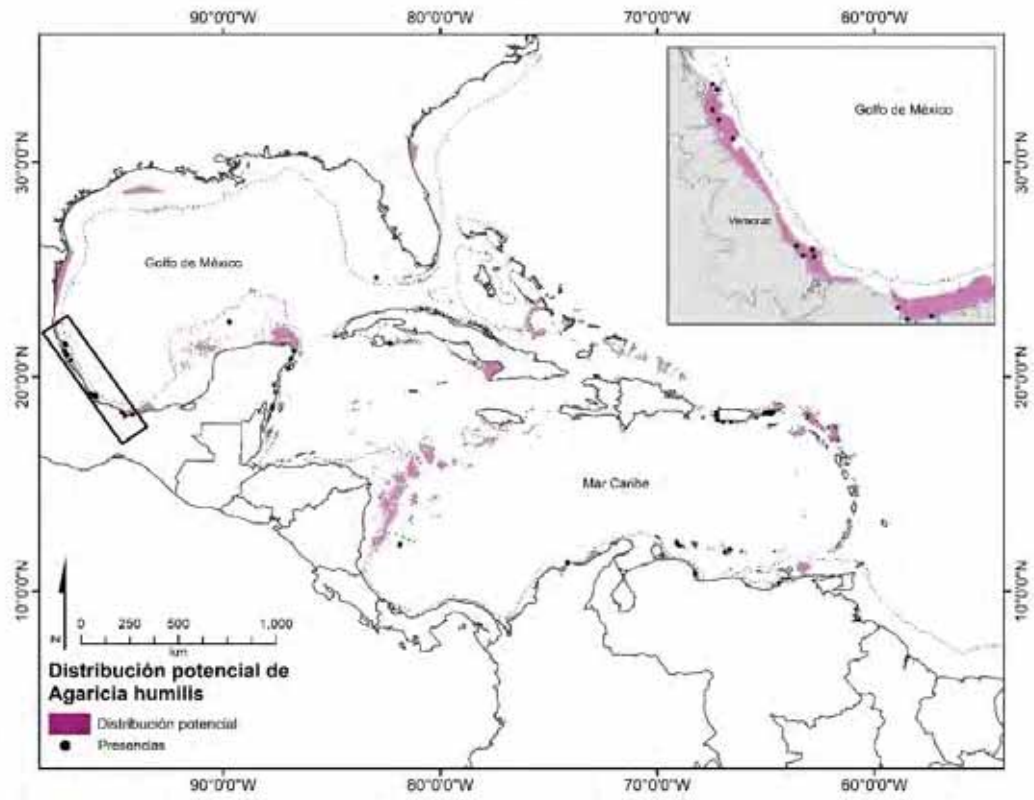 90°0'0"W 80°0'0"W 70°0'0"W 60°0'0"W
30°0'0"N 30°0'0"N
20°0'0"N 20°0'0"N
10°0'0"N 10°0'0"N
Golfo de México
Golfo de México
Veracruz
Mar Caribe
N
0 250 500 1,000
km
Distribución potencial de
Agaricia humilis
Distribución potencial
Presencias
90°0'0"W 80°0'0"W 70°0'0"W 60°0'0"W